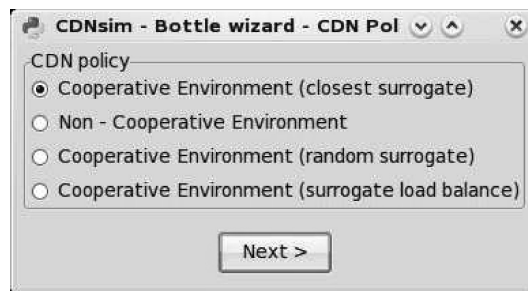 CDNsim - Bottle wizard - CDN Pol
CDN policy
Cooperative Environment (closest surrogate)
Non - Cooperative Environment
Cooperative Environment (random surrogate)
Cooperative Environment (surrogate load balance)
Next >